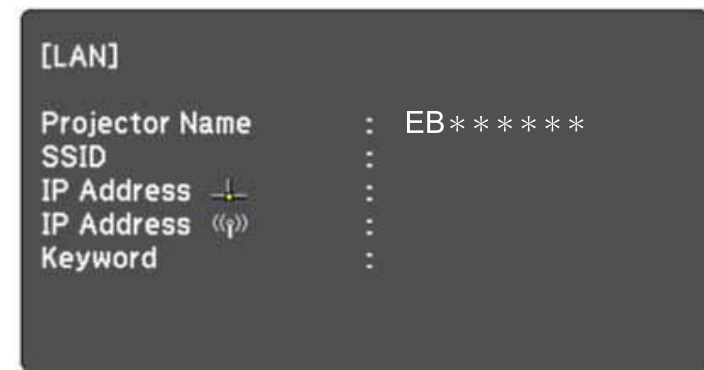 [LAN]
Projector Name : EB******
SSID :
IP Address :
IP Address :
Keyword :